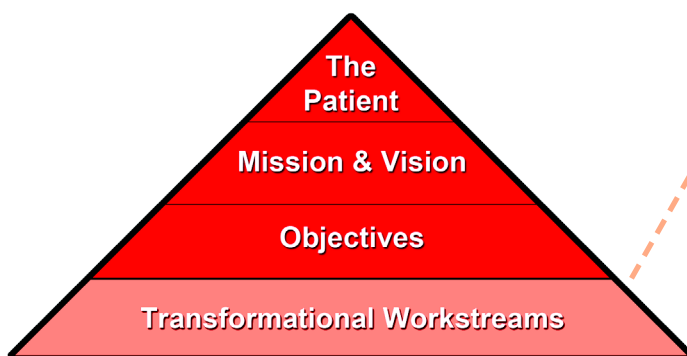 The
Patient
Mission & Vision
Objectives
Transformational Workstreams